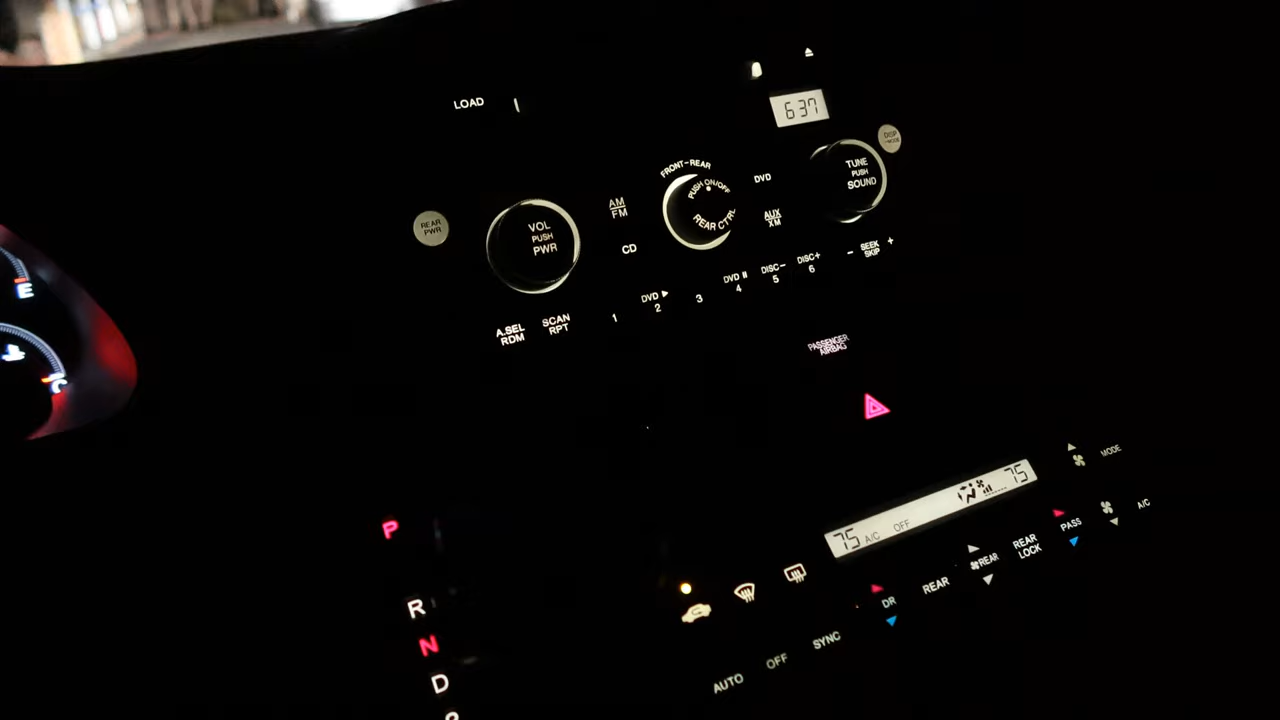 LOAD
637
DISP
MODE
FRONT-REAR
PUSH ON/OFF
REAR CTRL
TUNE
PUSH
SOUND
DVD
AM
FM
AUX
XM
REAR
PWR
VOL
PUSH
PWR
CD
- SEEK +
SKIP
A.SEL
RDM
SCAN
RPT
1
DVD ▶
2
3
DVD II
4
DISC-
5
DISC+
6
PASSENGER
AIRBAG
E
C
75 A/C OFF 75
MODE
A/C
PASS
REAR
LOCK
REAR
REAR
DR
SYNC
OFF
AUTO
P
R
N
D